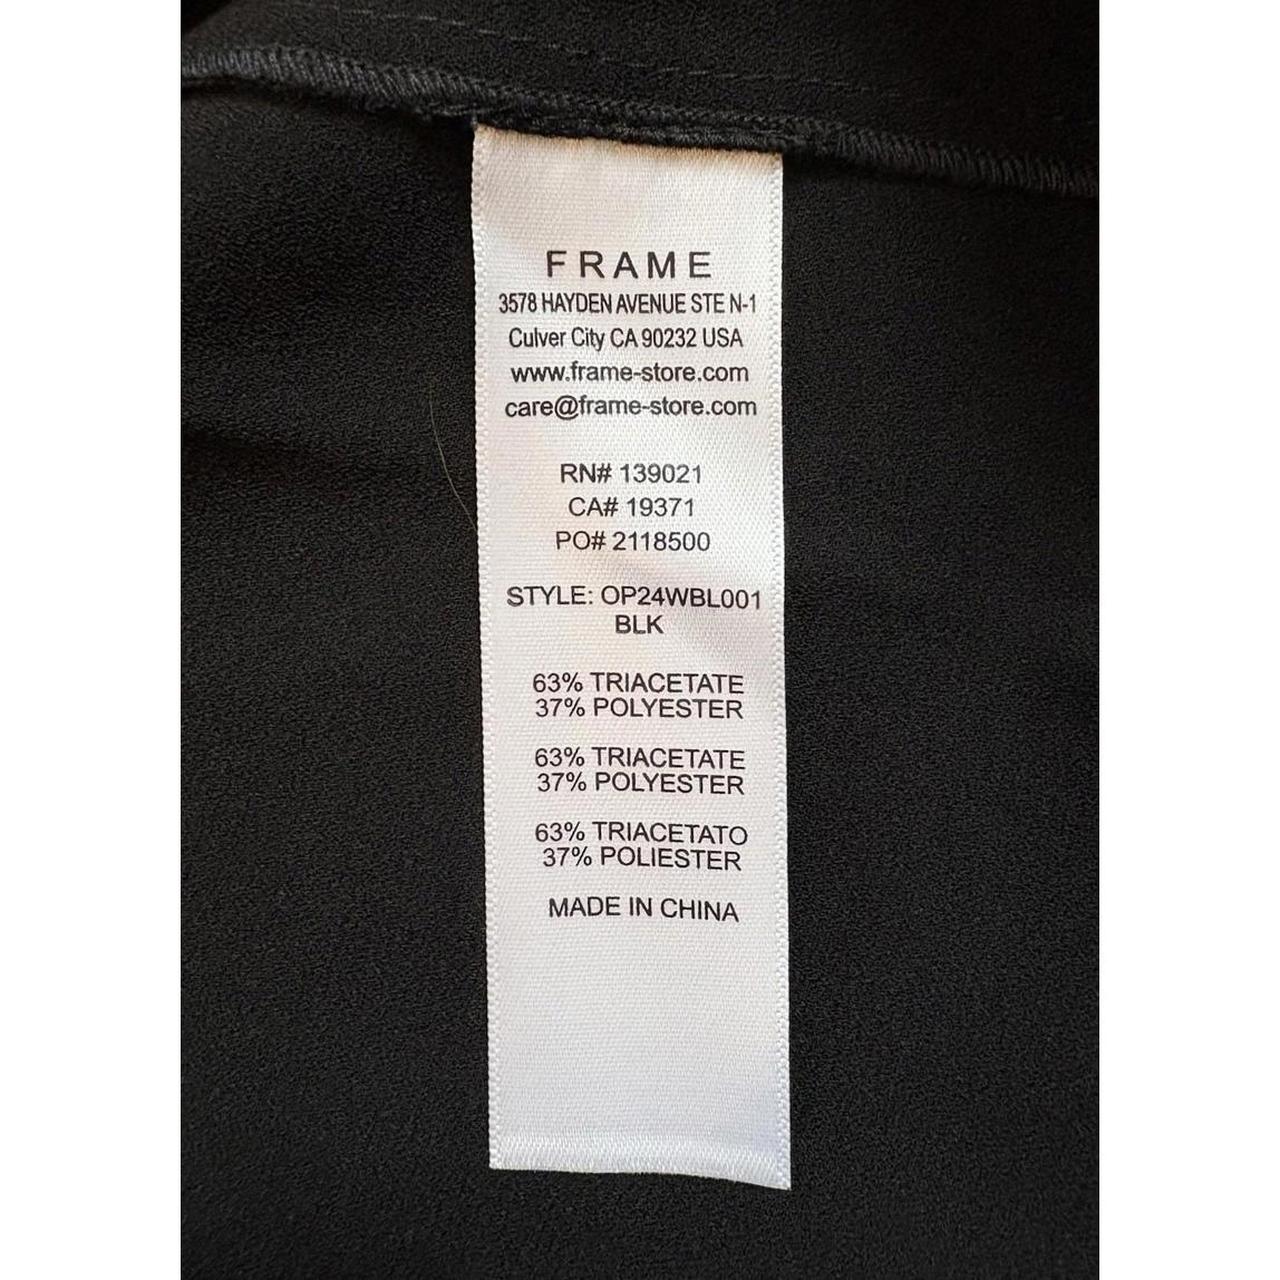 FRAME
3578 HAYDEN AVENUE STE N-1
Culver City CA 90232 USA
www.frame-store.com
care@frame-store.com
RN# 139021
CA# 19371
PO# 2118500
STYLE: OP24WBL001
BLK
63% TRIACETATE
37% POLYESTER
63% TRIACETATE
37% POLYESTER
63% TRIACETATO
37% POLIESTER
MADE IN CHINA